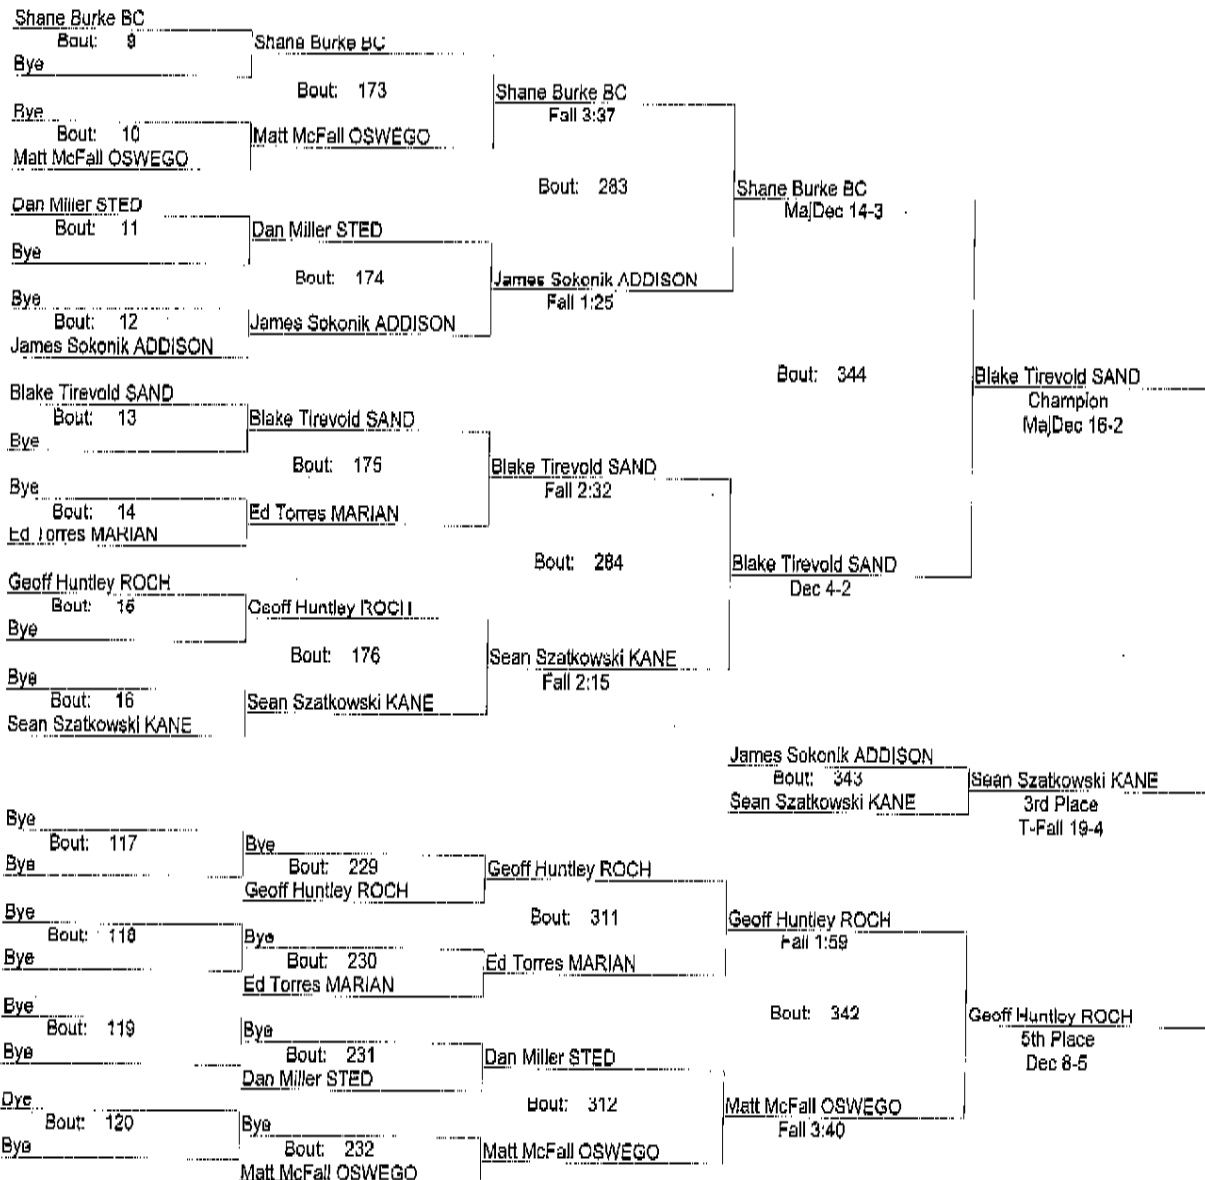 Shane Burke BC
Bout: 9
Bye
Shane Burke BC
Bout: 173
Bye
Bout: 10
Matt McFall OSWEGO
Matt McFall OSWEGO
Shane Burke BC
Fall 3:37
Bout: 283
Dan Miller STED
Bout: 11
Bye
Dan Miller STED
Bout: 174
Bye
Bout: 12
James Sokonik ADDISON
James Sokonik ADDISON
James Sokonik ADDISON
Fall 1:25
Shane Burke BC
MajDec 14-3
Bout: 344
Blake Tirevold SAND
Bout: 13
Bye
Blake Tirevold SAND
Bout: 175
Bye
Bout: 14
Ed Torres MARIAN
Ed Torres MARIAN
Blake Tirevold SAND
Fall 2:32
Bout: 284
Geoff Huntley ROCH
Bout: 15
Bye
Geoff Huntley ROCH
Bout: 176
Bye
Bout: 16
Sean Szatkowski KANE
Sean Szatkowski KANE
Sean Szatkowski KANE
Fall 2:15
Blake Tirevold SAND
Dec 4-2
Blake Tirevold SAND
Champion
MajDec 16-2
James Sokonik ADDISON
Bout: 343
Sean Szatkowski KANE
Sean Szatkowski KANE
3rd Place
T-Fall 19-4
Bye
Bout: 117
Bye
Bye
Bout: 229
Geoff Huntley ROCH
Geoff Huntley ROCH
Bout: 311
Bye
Bout: 118
Bye
Bye
Bout: 230
Ed Torres MARIAN
Ed Torres MARIAN
Geoff Huntley ROCH
Fall 1:59
Bout: 342
Bye
Bout: 119
Bye
Bye
Bout: 231
Dan Miller STED
Dan Miller STED
Bout: 312
Bye
Bout: 120
Bye
Bye
Bout: 232
Matt McFall OSWEGO
Matt McFall OSWEGO
Matt McFall OSWEGO
Fall 3:40
Geoff Huntley ROCH
5th Place
Dec 8-5